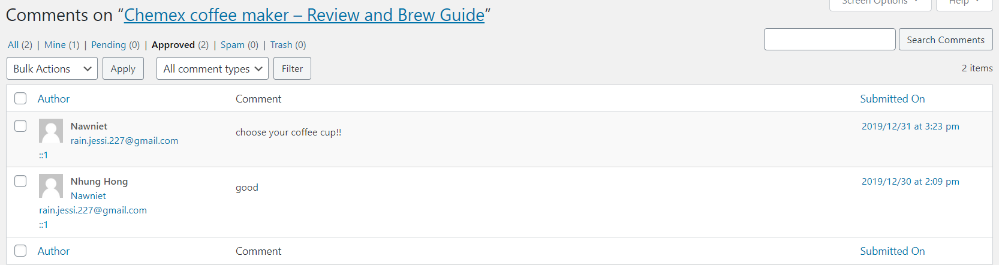 Screen Options Help
Comments on “Chemex coffee maker – Review and Brew Guide”
All (2) | Mine (1) | Pending (0) | Approved (2) | Spam (0) | Trash (0)
Search Comments
Bulk Actions Apply All comment types Filter
2 items
Author Comment Submitted On
Nawniet
rain.jessi.227@gmail.com
::1
choose your coffee cup!!
2019/12/31 at 3:23 pm
Nhung Hong
Nawniet
rain.jessi.227@gmail.com
::1
good
2019/12/30 at 2:09 pm
Author Comment Submitted On